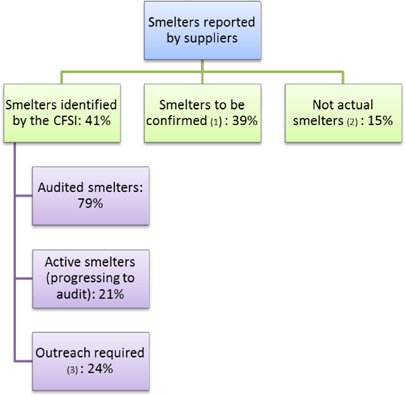 Smelters reported
by suppliers
Smelters identified
by the CFSI: 41%
Smelters to be
confirmed (1) : 39%
Not actual
smelters (2) : 15%
Audited smelters:
79%
Active smelters
(progressing to
audit): 21%
Outreach required
(3) : 24%